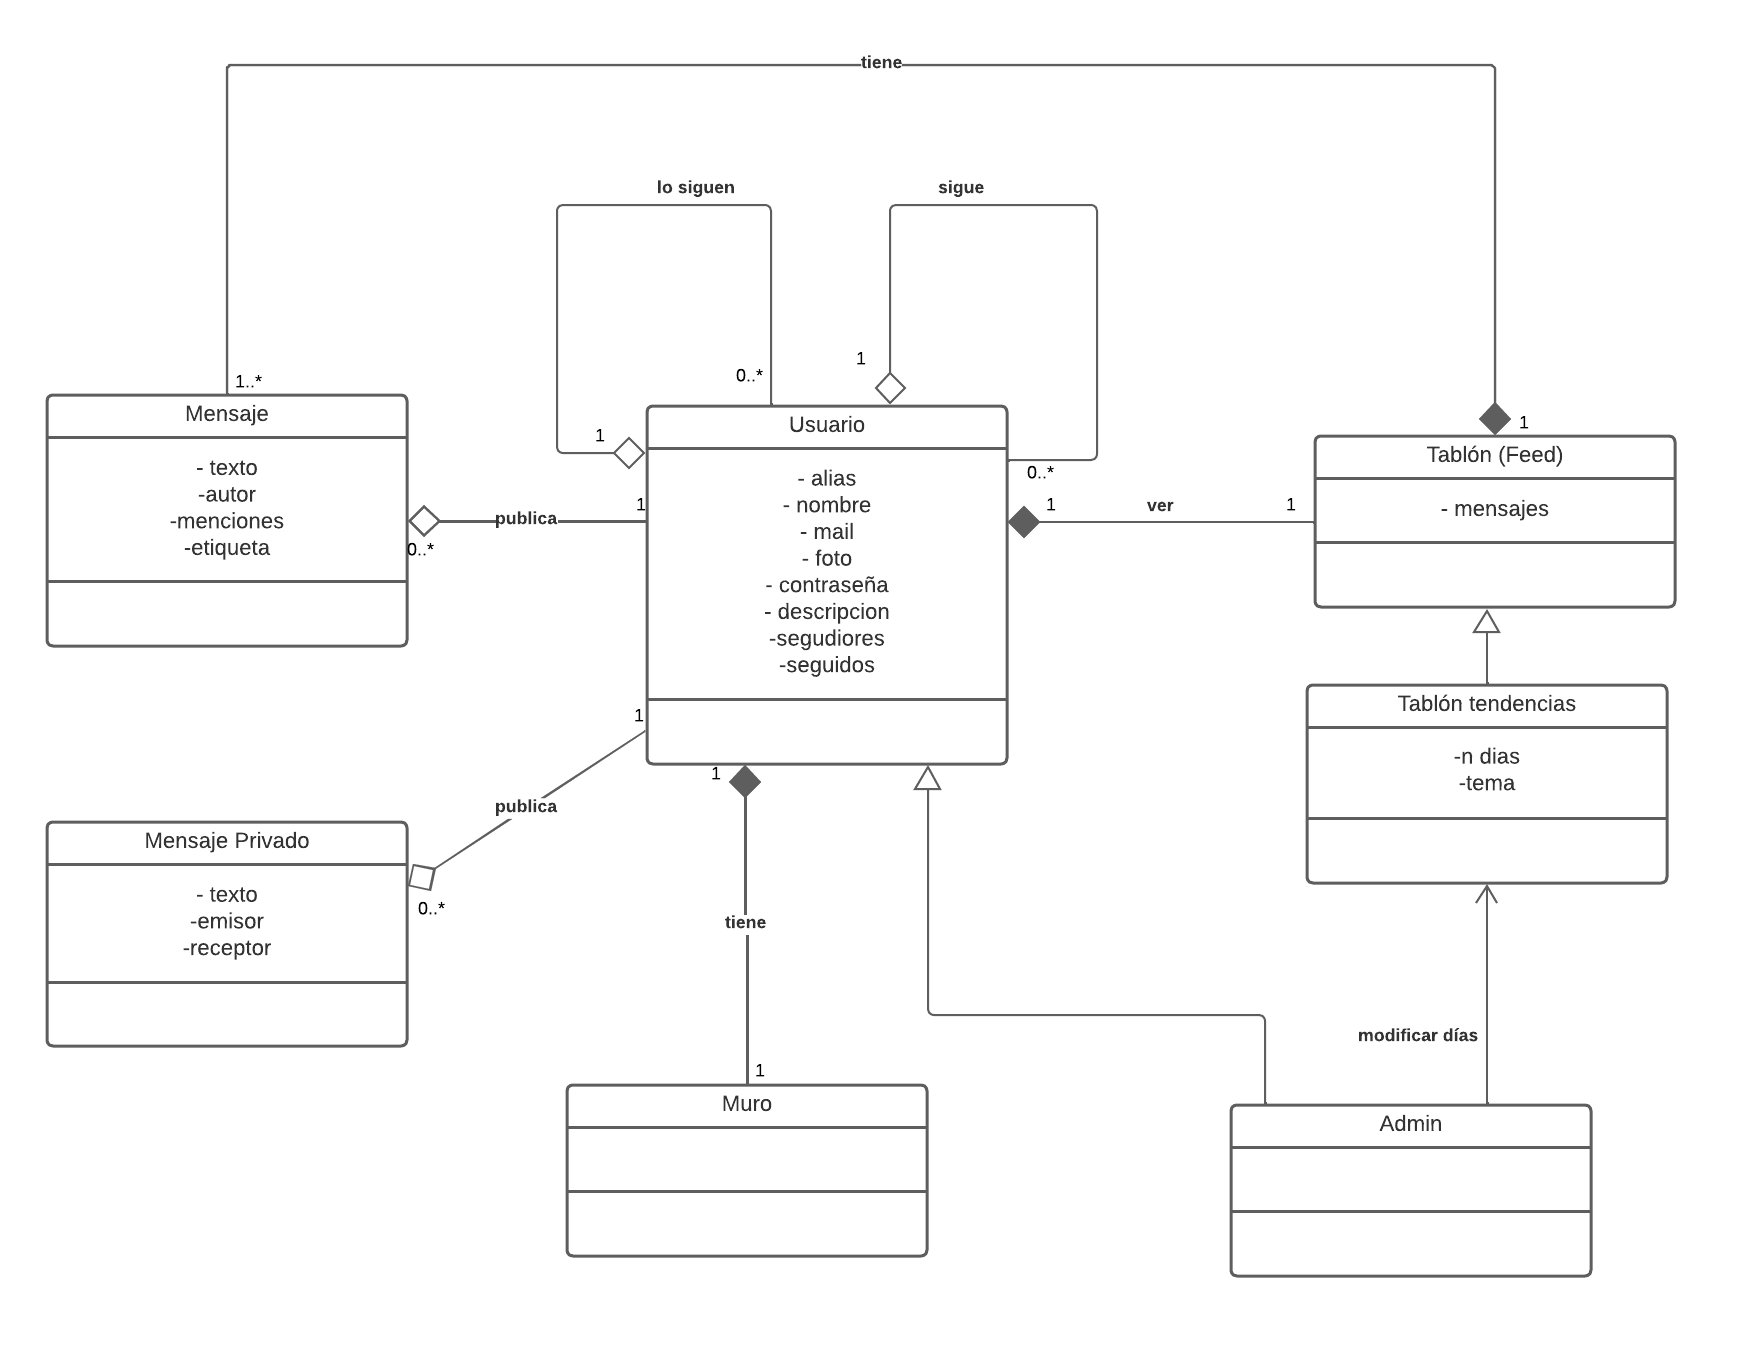 tiene
lo siguen
sigue
1
0..*
1..*
1
0..*
1
Mensaje
- texto
-autor
-menciones
-etiqueta
publica
1
0..*
Usuario
- alias
- nombre
- mail
- foto
- contraseña
- descripcion
-segudiores
-seguidos
1
ver
1
1
Tablón (Feed)
- mensajes
Tablón tendencias
-n dias
-tema
1
publica
0..*
Mensaje Privado
- texto
-emisor
-receptor
1
tiene
1
Muro
modificar días
Admin